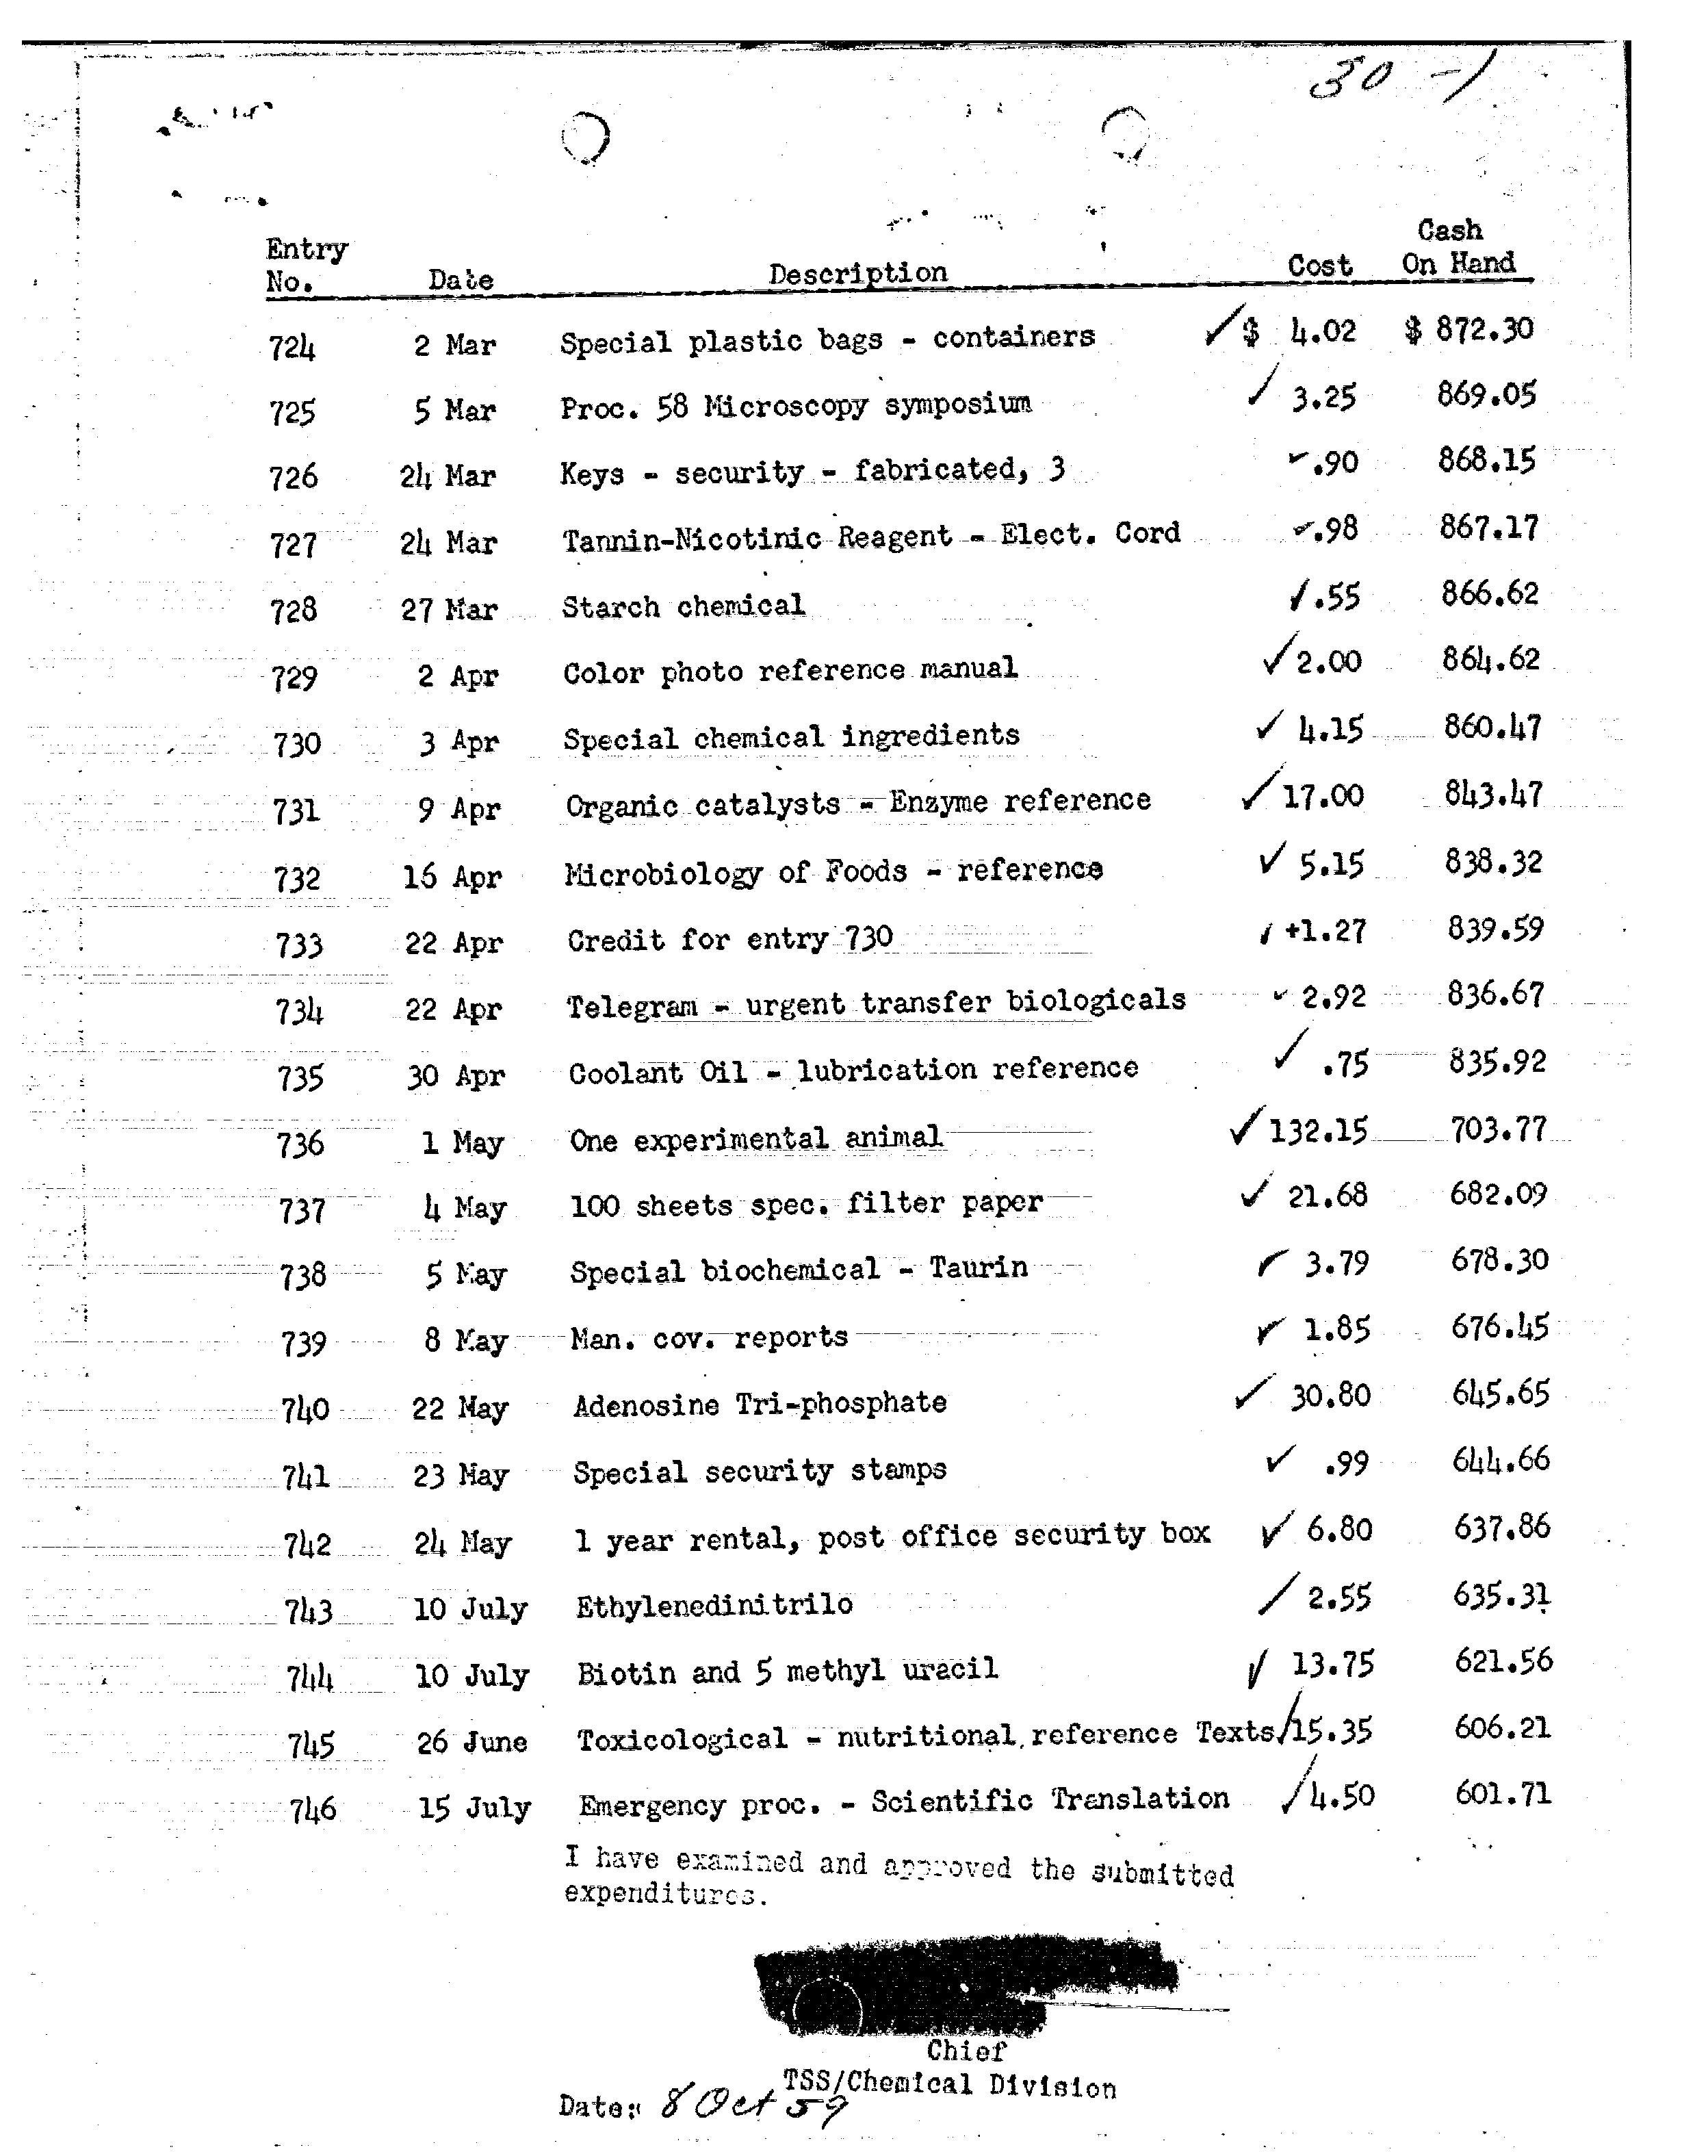 30 -1
Cash
Entry
No. Date Description Cost On Hand
724 2 Mar Special plastic bags - containers ✓ $ 4.02 $ 872.30
725 5 Mar Proc. 58 Microscopy symposium ✓ 3.25 869.05
726 24 Mar Keys - security - fabricated, 3 ✓ .90 868.15
727 24 Mar Tannin-Nicotinic Reagent - Elect. Cord ✓ .98 867.17
728 27 Mar Starch chemical ✓ .55 866.62
729 2 Apr Color photo reference manual ✓ 2.00 864.62
730 3 Apr Special chemical ingredients ✓ 4.15 860.47
731 9 Apr Organic catalysts - Enzyme reference ✓ 17.00 843.47
732 16 Apr Microbiology of Foods - reference ✓ 5.15 838.32
733 22 Apr Credit for entry 730 ✓ +1.27 839.59
734 22 Apr Telegram - urgent transfer biologicals ✓ 2.92 836.67
735 30 Apr Coolant Oil - lubrication reference ✓ .75 835.92
736 1 May One experimental animal ✓ 132.15 703.77
737 4 May 100 sheets spec. filter paper ✓ 21.68 682.09
738 5 May Special biochemical - Taurin ✓ 3.79 678.30
739 8 May Man. cov. reports ✓ 1.85 676.45
740 22 May Adenosine Tri-phosphate ✓ 30.80 645.65
741 23 May Special security stamps ✓ .99 644.66
742 24 May 1 year rental, post office security box ✓ 6.80 637.86
743 10 July Ethylenedinitrilo ✓ 2.55 635.31
744 10 July Biotin and 5 methyl uracil ✓ 13.75 621.56
745 26 June Toxicological - nutritional reference Texts ✓ 15.35 606.21
746 15 July Emergency proc. - Scientific Translation ✓ 4.50 601.71
I have examined and approved the submitted
expenditures.
Chief
TSS/Chemical Division
Date: 8 Oct 59